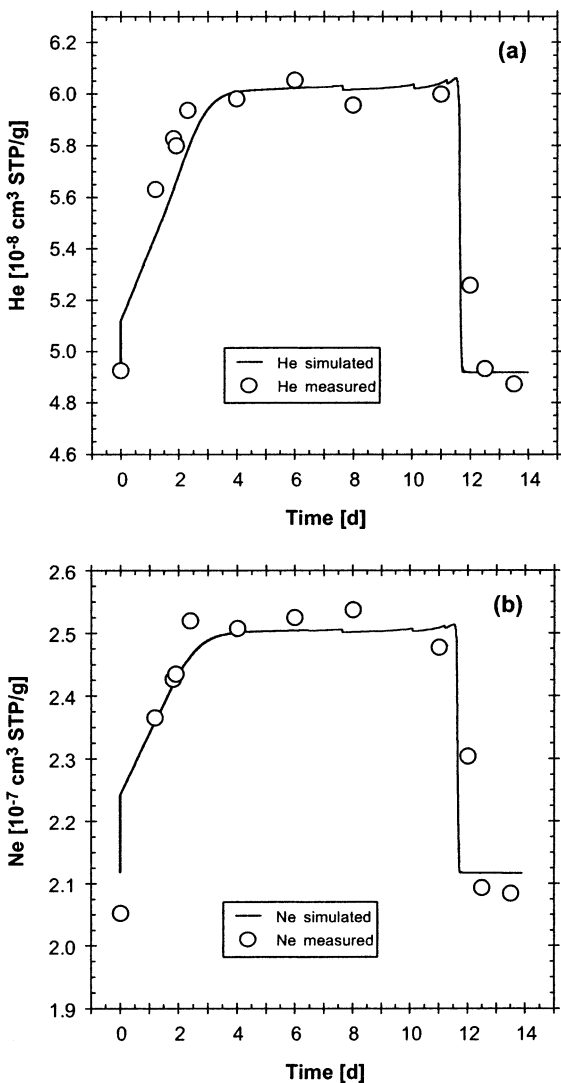 (a)
6.2
6.0
5.8
5.6
5.4
5.2
5.0
4.8
4.6
He [10⁻⁸ cm³ STP/g]
He simulated
He measured
0 2 4 6 8 10 12 14
Time [d]
(b)
2.6
2.5
2.4
2.3
2.2
2.1
2.0
1.9
Ne [10⁻⁷ cm³ STP/g]
Ne simulated
Ne measured
0 2 4 6 8 10 12 14
Time [d]